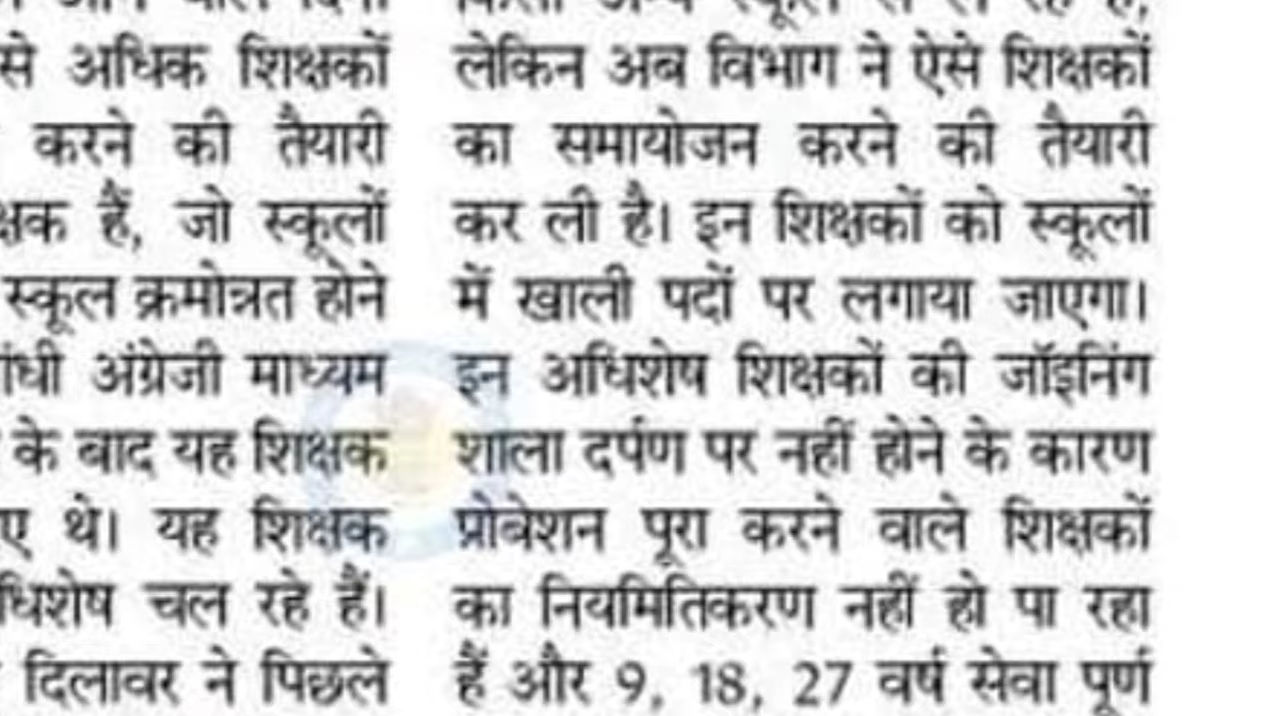 से अधिक शिक्षकों
करने की तैयारी
हैं, जो स्कूलों
स्कूल क्रमोन्नत होने
अंग्रेजी माध्यम
के बाद यह शिक्षक
थे। यह शिक्षक
चल रहे हैं।
दिलावर ने पिछले
लेकिन अब विभाग ने ऐसे शिक्षकों
का समायोजन करने की तैयारी
कर ली है। इन शिक्षकों को स्कूलों
में खाली पदों पर लगाया जाएगा।
इन अधिशेष शिक्षकों की जॉइनिंग
शाला दर्पण पर नहीं होने के कारण
प्रोबेशन पूरा करने वाले शिक्षकों
का नियमितिकरण नहीं हो पा रहा
हैं और 9, 18, 27 वर्ष सेवा पूर्ण